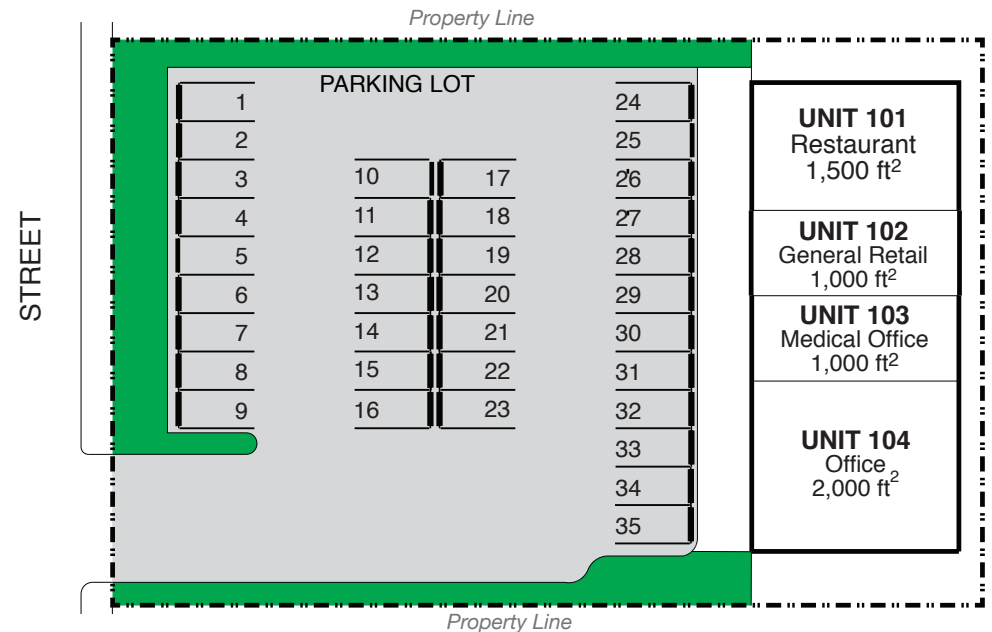 Property Line
PARKING LOT
STREET
1
2
3
4
5
6
7
8
9
10
11
12
13
14
15
16
17
18
19
20
21
22
23
24
25
26
27
28
29
30
31
32
33
34
35
UNIT 101
Restaurant
1,500 ft²
UNIT 102
General Retail
1,000 ft²
UNIT 103
Medical Office
1,000 ft²
UNIT 104
Office
2,000 ft²
Property Line